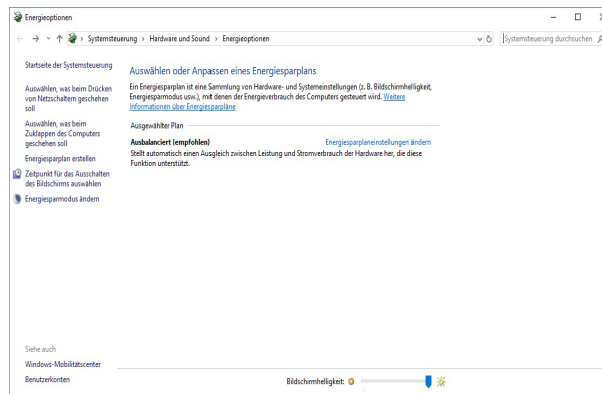 Energieoptionen
Systemsteuerung > Hardware und Sound > Energieoptionen
Systemsteuerung durchsuchen
Startseite der Systemsteuerung
Auswählen, was beim Drücken
von Netzschaltern geschehen
soll
Auswählen, was beim
Zuklappen des Computers
geschehen soll
Energiesparplan erstellen
Zeitpunkt für das Ausschalten
des Bildschirms auswählen
Energiesparmodus ändern
Auswählen oder Anpassen eines Energiesparplans
Ein Energiesparplan ist eine Sammlung von Hardware- und Systemeinstellungen (z. B. Bildschirmhelligkeit,
Energiesparmodus usw.), mit denen der Energieverbrauch des Computers gesteuert wird. Weitere
Informationen über Energiesparpläne
Ausgewählter Plan
Ausbalanciert (empfohlen) Energiesparplaneinstellungen ändern
Stellt automatisch einen Ausgleich zwischen Leistung und Stromverbrauch der Hardware her, die diese
Funktion unterstützt.
Siehe auch
Windows-Mobilitätscenter
Benutzerkonten
Bildschirmhelligkeit: